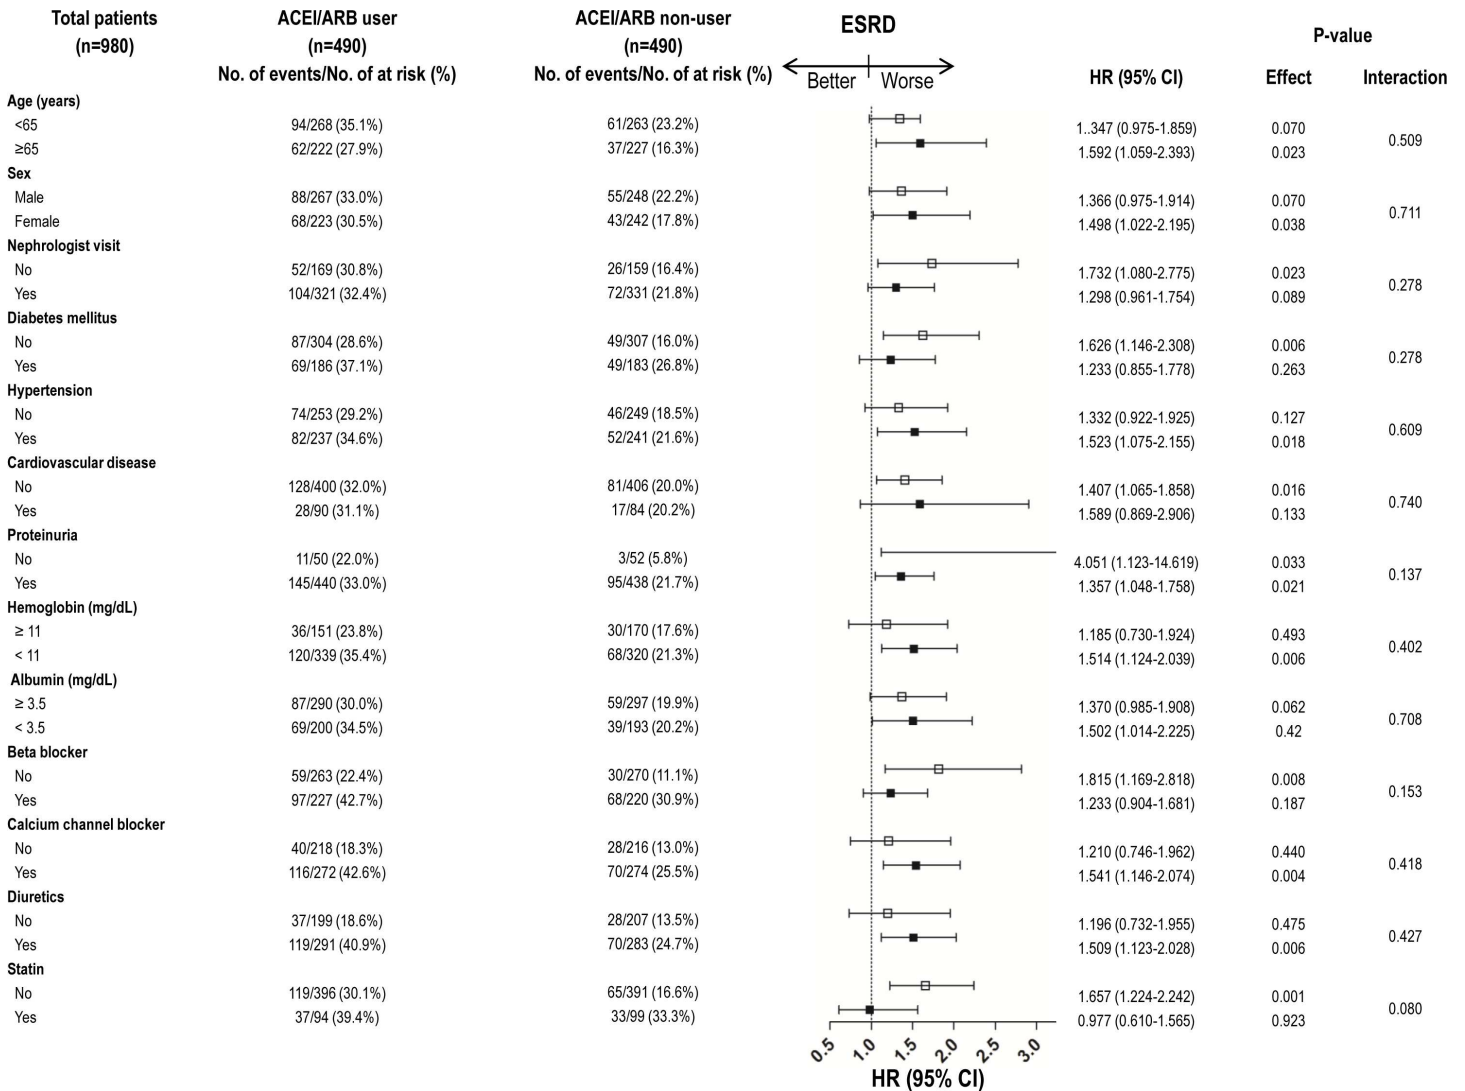 Total patients (n=980) ACEI/ARB user (n=490) No. of events/No. of at risk (%) ACEI/ARB non-user (n=490) No. of events/No. of at risk (%) ESRD Better Worse HR (95% CI) P-value Effect Interaction
Age (years)
<65 94/268 (35.1%) 61/263 (23.2%) 1..347 (0.975-1.859) 0.070
≥65 62/222 (27.9%) 37/227 (16.3%) 1.592 (1.059-2.393) 0.023 0.509
Sex
Male 88/267 (33.0%) 55/248 (22.2%) 1.366 (0.975-1.914) 0.070
Female 68/223 (30.5%) 43/242 (17.8%) 1.498 (1.022-2.195) 0.038 0.711
Nephrologist visit
No 52/169 (30.8%) 26/159 (16.4%) 1.732 (1.080-2.775) 0.023
Yes 104/321 (32.4%) 72/331 (21.8%) 1.298 (0.961-1.754) 0.089 0.278
Diabetes mellitus
No 87/304 (28.6%) 49/307 (16.0%) 1.626 (1.146-2.308) 0.006
Yes 69/186 (37.1%) 49/183 (26.8%) 1.233 (0.855-1.778) 0.263 0.278
Hypertension
No 74/253 (29.2%) 46/249 (18.5%) 1.332 (0.922-1.925) 0.127
Yes 82/237 (34.6%) 52/241 (21.6%) 1.523 (1.075-2.155) 0.018 0.609
Cardiovascular disease
No 128/400 (32.0%) 81/406 (20.0%) 1.407 (1.065-1.858) 0.016
Yes 28/90 (31.1%) 17/84 (20.2%) 1.589 (0.869-2.906) 0.133 0.740
Proteinuria
No 11/50 (22.0%) 3/52 (5.8%) 4.051 (1.123-14.619) 0.033
Yes 145/440 (33.0%) 95/438 (21.7%) 1.357 (1.048-1.758) 0.021 0.137
Hemoglobin (mg/dL)
≥ 11 36/151 (23.8%) 30/170 (17.6%) 1.185 (0.730-1.924) 0.493
< 11 120/339 (35.4%) 68/320 (21.3%) 1.514 (1.124-2.039) 0.006 0.402
Albumin (mg/dL)
≥ 3.5 87/290 (30.0%) 59/297 (19.9%) 1.370 (0.985-1.908) 0.062
< 3.5 69/200 (34.5%) 39/193 (20.2%) 1.502 (1.014-2.225) 0.42 0.708
Beta blocker
No 59/263 (22.4%) 30/270 (11.1%) 1.815 (1.169-2.818) 0.008
Yes 97/227 (42.7%) 68/220 (30.9%) 1.233 (0.904-1.681) 0.187 0.153
Calcium channel blocker
No 40/218 (18.3%) 28/216 (13.0%) 1.210 (0.746-1.962) 0.440
Yes 116/272 (42.6%) 70/274 (25.5%) 1.541 (1.146-2.074) 0.004 0.418
Diuretics
No 37/199 (18.6%) 28/207 (13.5%) 1.196 (0.732-1.955) 0.475
Yes 119/291 (40.9%) 70/283 (24.7%) 1.509 (1.123-2.028) 0.006 0.427
Statin
No 119/396 (30.1%) 65/391 (16.6%) 1.657 (1.224-2.242) 0.001
Yes 37/94 (39.4%) 33/99 (33.3%) 0.977 (0.610-1.565) 0.923 0.080
0.5 1.0 1.5 2.0 2.5 3.0
HR (95% CI)